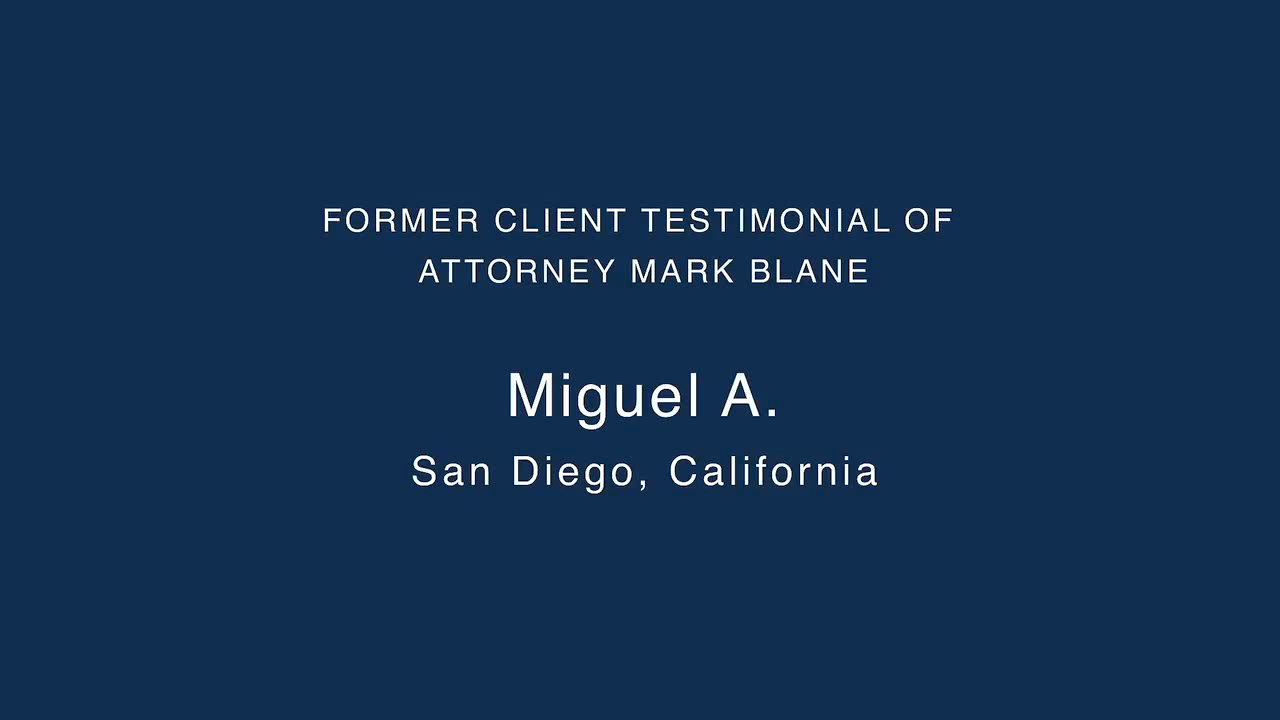 FORMER CLIENT TESTIMONIAL OF
ATTORNEY MARK BLANE
Miguel A.
San Diego, California